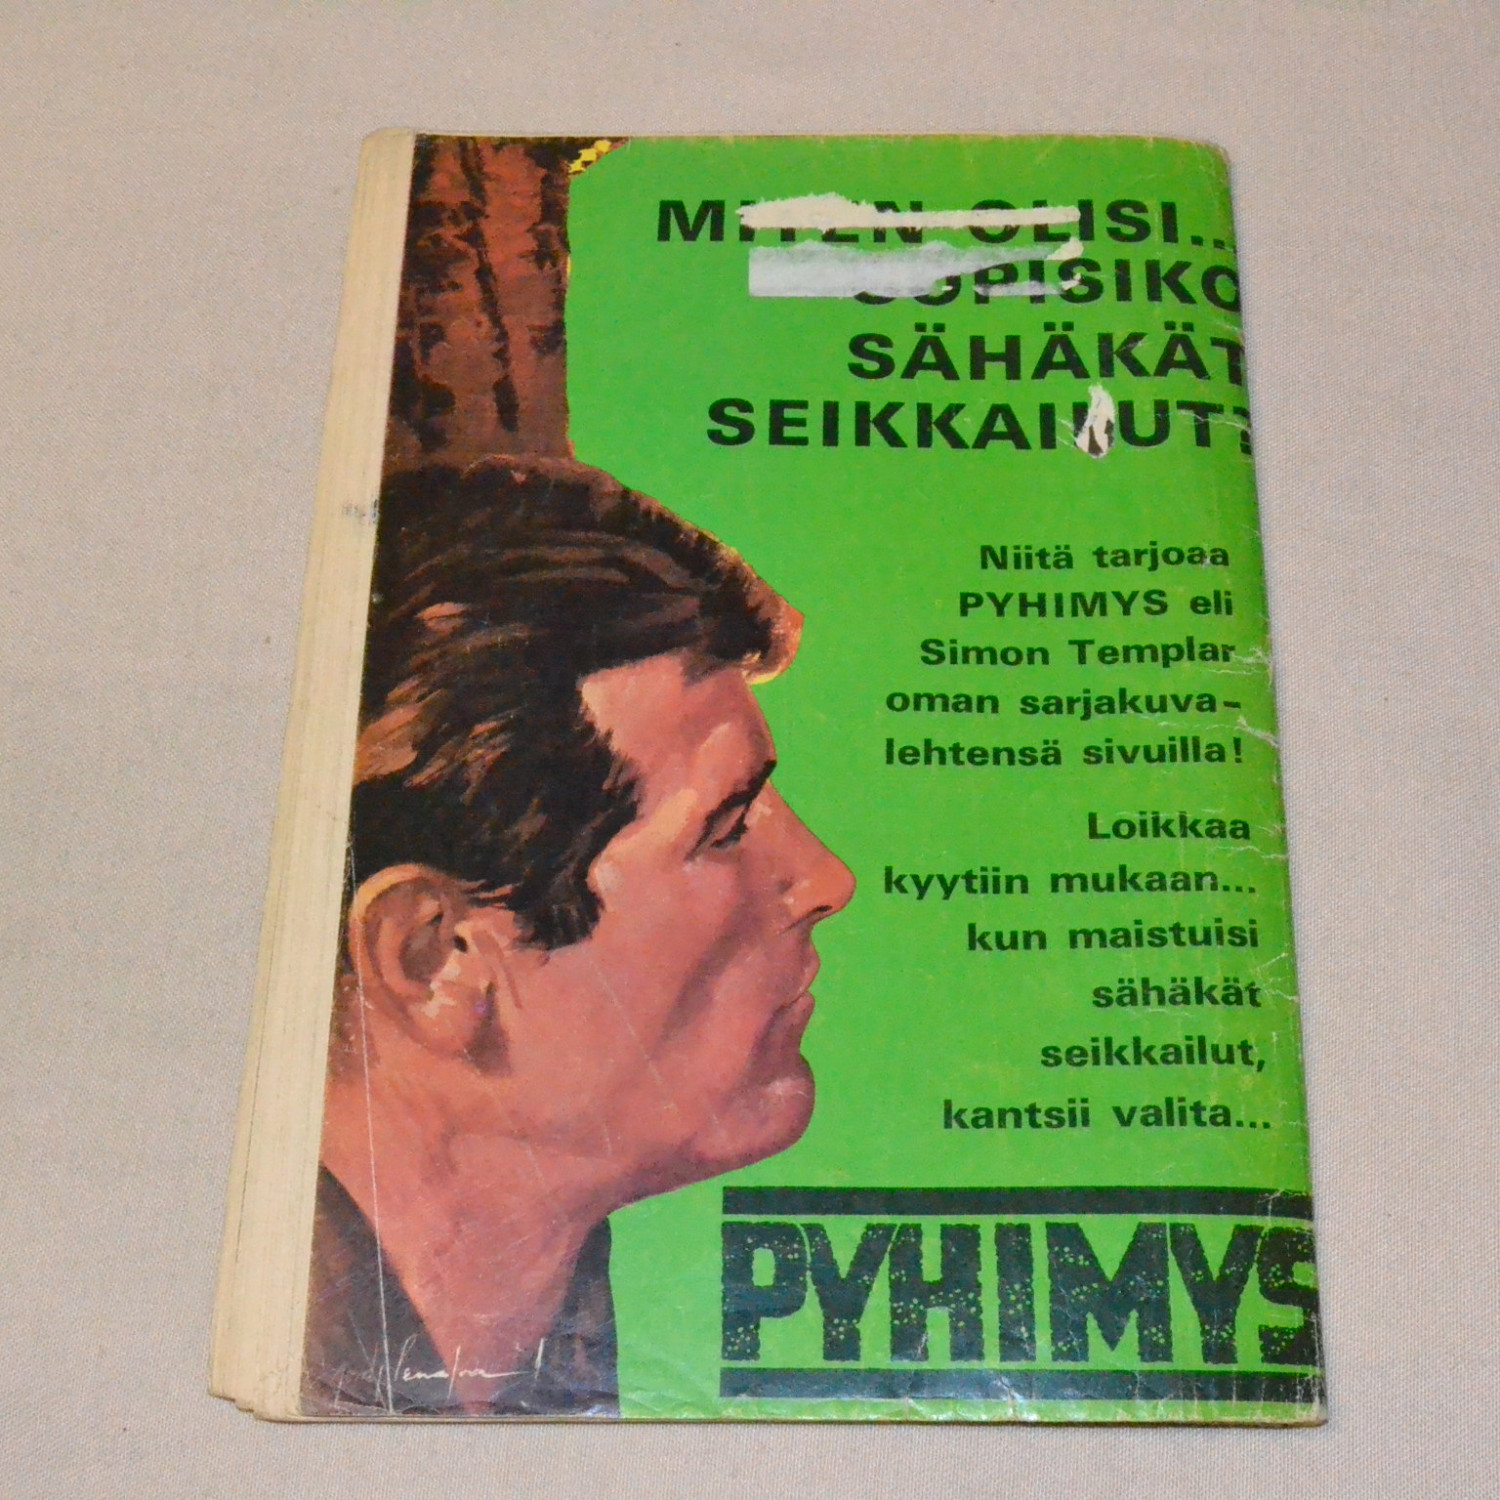 MITEN OLISI...
SOPISIKO
SÄHÄKÄT
SEIKKAILUT?
Niitä tarjoaa
PYHIMYS eli
Simon Templar
oman sarjakuva-
lehtensä sivuilla!
Loikkaa
kyytiin mukaan...
kun maistuisi
sähäkät
seikkailut,
kantsii valita...
PYHIMYS